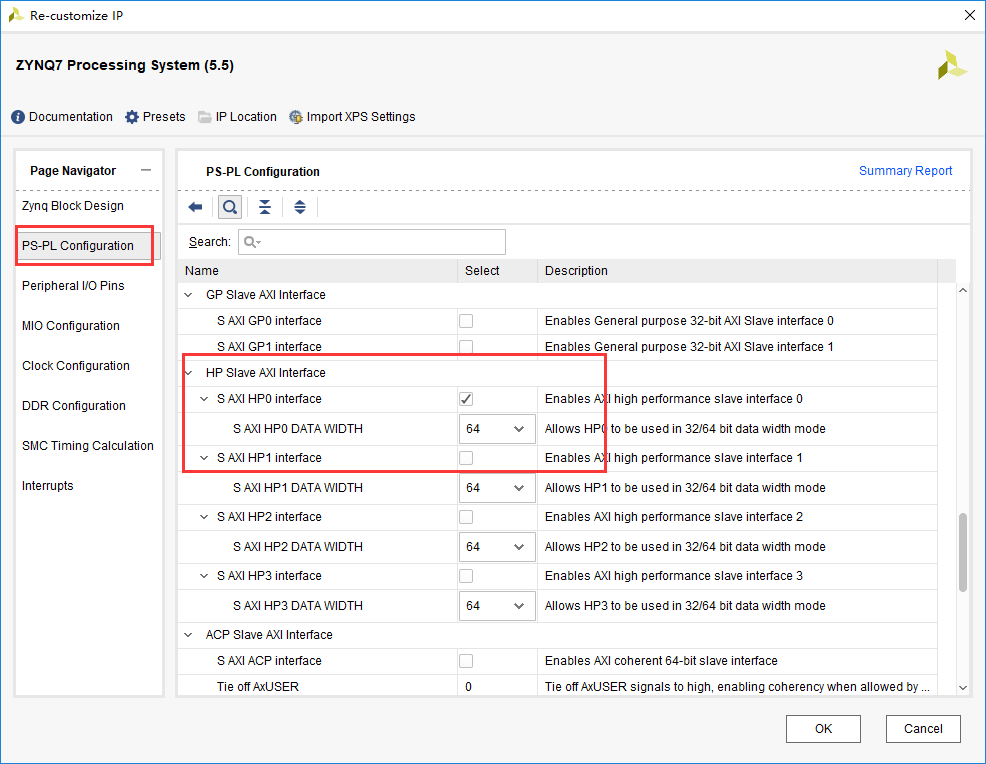 Re-customize IP
ZYNQ7 Processing System (5.5)
Documentation Presets IP Location Import XPS Settings
Page Navigator
Zynq Block Design
PS-PL Configuration
Peripheral I/O Pins
MIO Configuration
Clock Configuration
DDR Configuration
SMC Timing Calculation
Interrupts
PS-PL Configuration Summary Report
Search:
Name Select Description
GP Slave AXI Interface
S AXI GP0 interface Enables General purpose 32-bit AXI Slave interface 0
S AXI GP1 interface Enables General purpose 32-bit AXI Slave interface 1
HP Slave AXI Interface
S AXI HP0 interface Enables AXI high performance slave interface 0
S AXI HP0 DATA WIDTH 64 Allows HP0 to be used in 32/64 bit data width mode
S AXI HP1 interface Enables AXI high performance slave interface 1
S AXI HP1 DATA WIDTH 64 Allows HP1 to be used in 32/64 bit data width mode
S AXI HP2 interface Enables AXI high performance slave interface 2
S AXI HP2 DATA WIDTH 64 Allows HP2 to be used in 32/64 bit data width mode
S AXI HP3 interface Enables AXI high performance slave interface 3
S AXI HP3 DATA WIDTH 64 Allows HP3 to be used in 32/64 bit data width mode
ACP Slave AXI Interface
S AXI ACP interface Enables AXI coherent 64-bit slave interface
Tie off AxUSER 0 Tie off AxUSER signals to high, enabling coherency when allowed by ...
OK Cancel